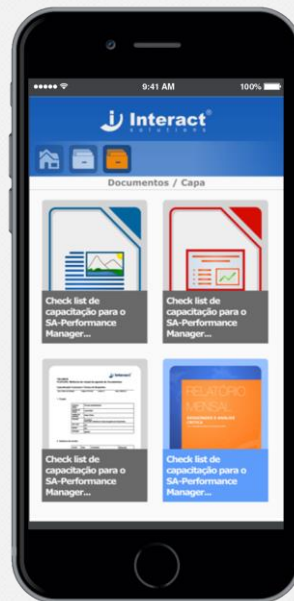 9:41 AM
100%
Interact®
solutions
Documentos / Capa
Check list de
capacitação para o
SA-Performance
Manager...
Check list de
capacitação para o
SA-Performance
Manager...
Interact
RELATÓRIO
MENSAL
Check list de
capacitação para o
SA-Performance
Manager...
Check list de
capacitação para o
SA-Performance
Manager...